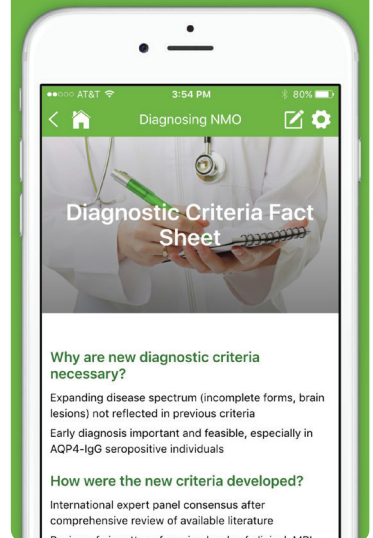 AT&T 3:54 PM 80%
Diagnosing NMO
Diagnostic Criteria Fact
Sheet
Why are new diagnostic criteria
necessary?
Expanding disease spectrum (incomplete forms, brain
lesions) not reflected in previous criteria
Early diagnosis important and feasible, especially in
AQP4-IgG seropositive individuals
How were the new criteria developed?
International expert panel consensus after
comprehensive review of available literature